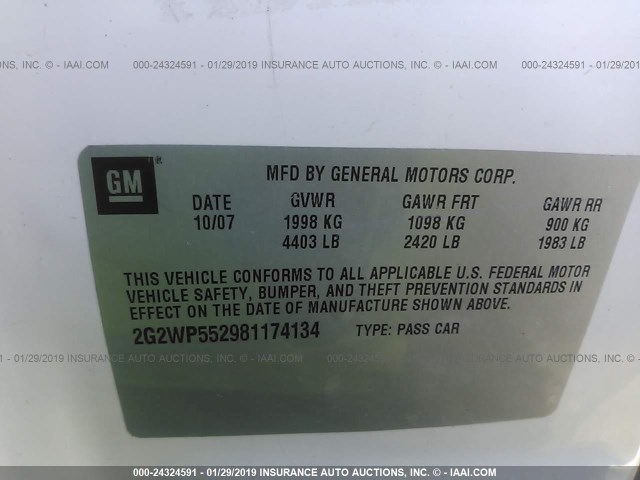 NS, INC. © - IAAI.COM 000-24324591 - 01/29/2019 INSURANCE AUTO AUCTIONS, INC. © - IAAI.COM 000-24324591 - 01/29/20
GM ®
MFD BY GENERAL MOTORS CORP.
DATE GVWR GAWR FRT GAWR RR
10/07 1998 KG 1098 KG 900 KG
4403 LB 2420 LB 1983 LB
THIS VEHICLE CONFORMS TO ALL APPLICABLE U.S. FEDERAL MOTOR
VEHICLE SAFETY, BUMPER, AND THEFT PREVENTION STANDARDS IN
EFFECT ON THE DATE OF MANUFACTURE SHOWN ABOVE.
2G2WP552981174134 TYPE: PASS CAR
000-24324591 - 01/29/2019 INSURANCE AUTO AUCTIONS, INC. © - IAAI.COM